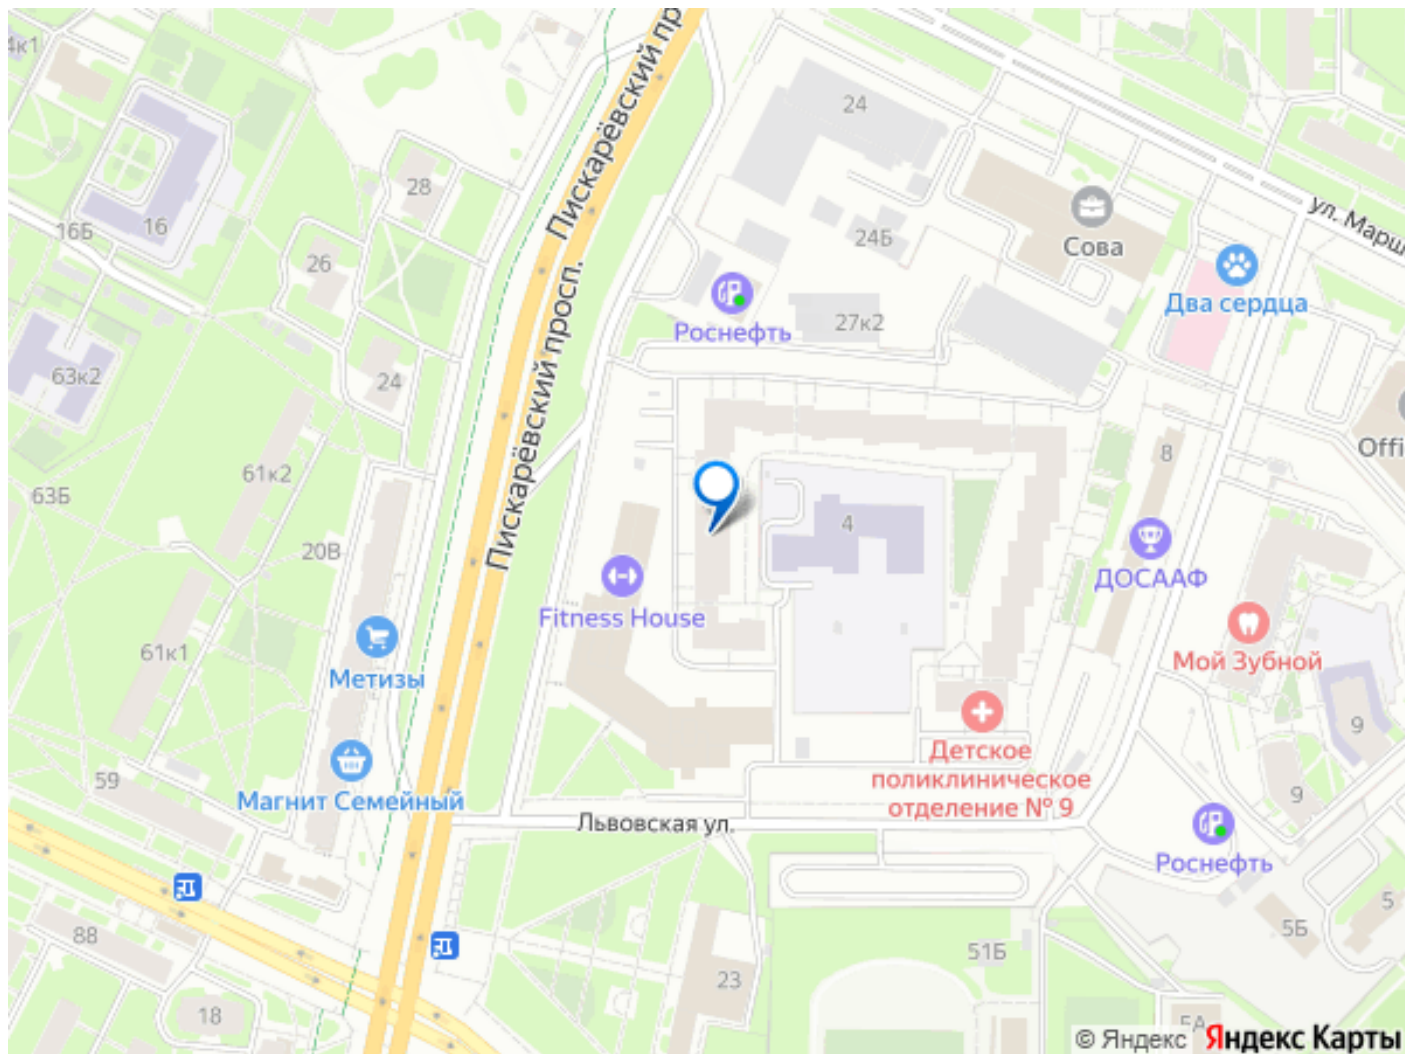 4к1
Пискарёвский пр
24
28
16Б
16
ул. Марш
24Б
Сова
26
Два сердца
Роснефть
27к2
63к2
24
Пискарёвский просп.
Offi
8
61к2
63Б
4
20В
ДОСААФ
Fitness House
61к1
Мой Зубной
Метизы
9
Детское
поликлиническое
отделение № 9
59
Магнит Семейный
9
Львовская ул.
Роснефть
5
88
5Б
51Б
23
18
5А
© Яндекс Яндекс Карты